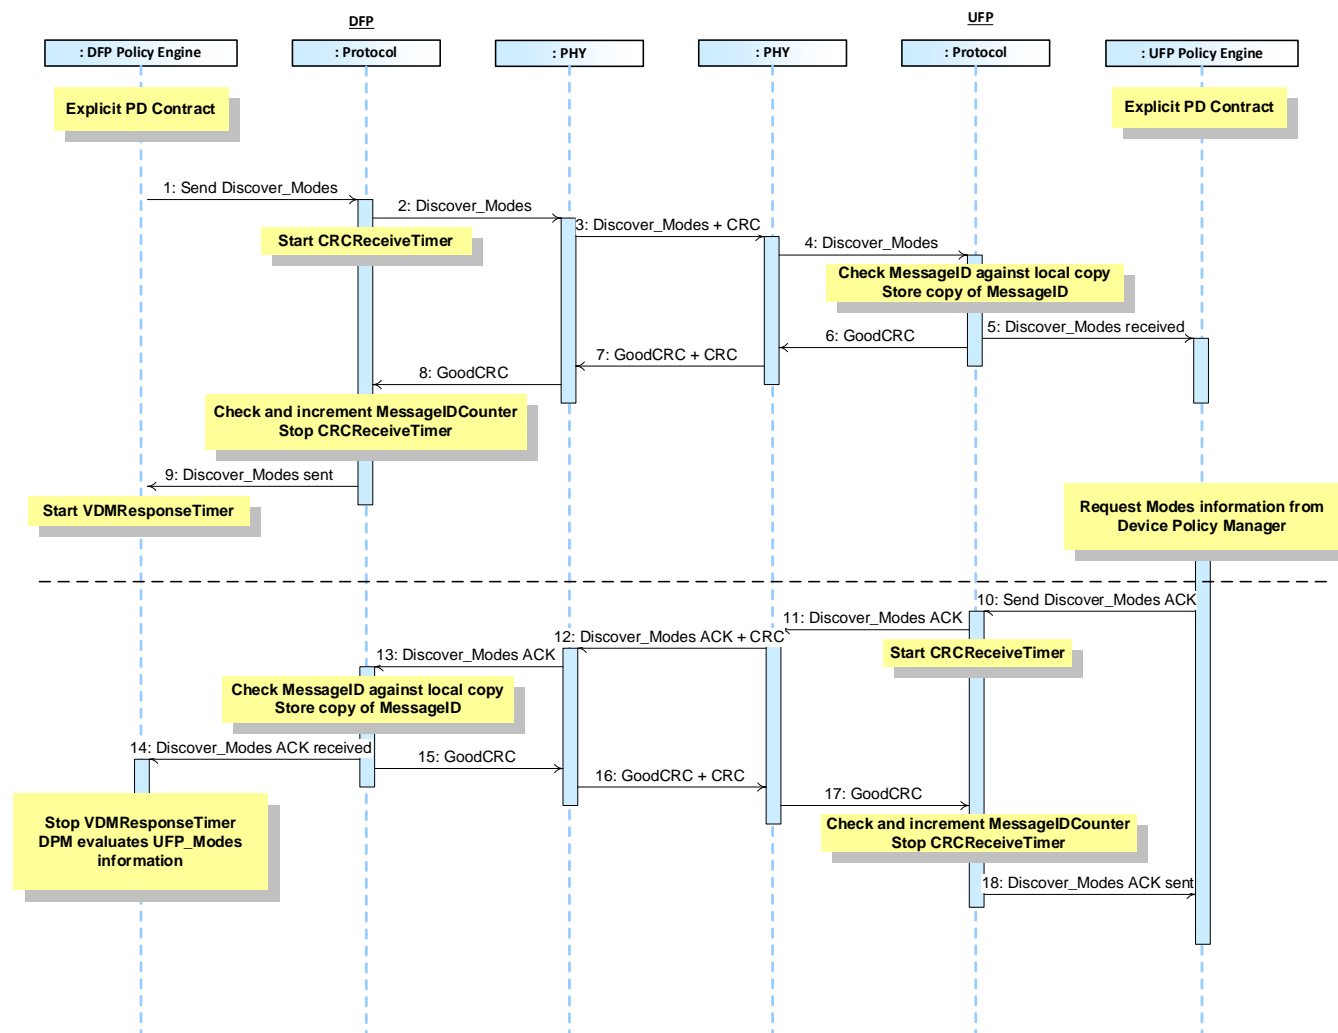 DFP
UFP
: DFP Policy Engine
: Protocol
: PHY
: PHY
: Protocol
: UFP Policy Engine
Explicit PD Contract
Explicit PD Contract
1: Send Discover_Modes
2: Discover_Modes
3: Discover_Modes + CRC
Start CRCReceiveTimer
4: Discover_Modes
Check MessageID against local copy
Store copy of MessageID
5: Discover_Modes received
6: GoodCRC
7: GoodCRC + CRC
8: GoodCRC
Check and increment MessageIDCounter
Stop CRCReceiveTimer
9: Discover_Modes sent
Start VDMResponseTimer
Request Modes information from
Device Policy Manager
10: Send Discover_Modes ACK
11: Discover_Modes ACK
12: Discover_Modes ACK + CRC
Start CRCReceiveTimer
13: Discover_Modes ACK
Check MessageID against local copy
Store copy of MessageID
14: Discover_Modes ACK received
15: GoodCRC
16: GoodCRC + CRC
17: GoodCRC
Stop VDMResponseTimer
DPM evaluates UFP_Modes
information
Check and increment MessageIDCounter
Stop CRCReceiveTimer
18: Discover_Modes ACK sent